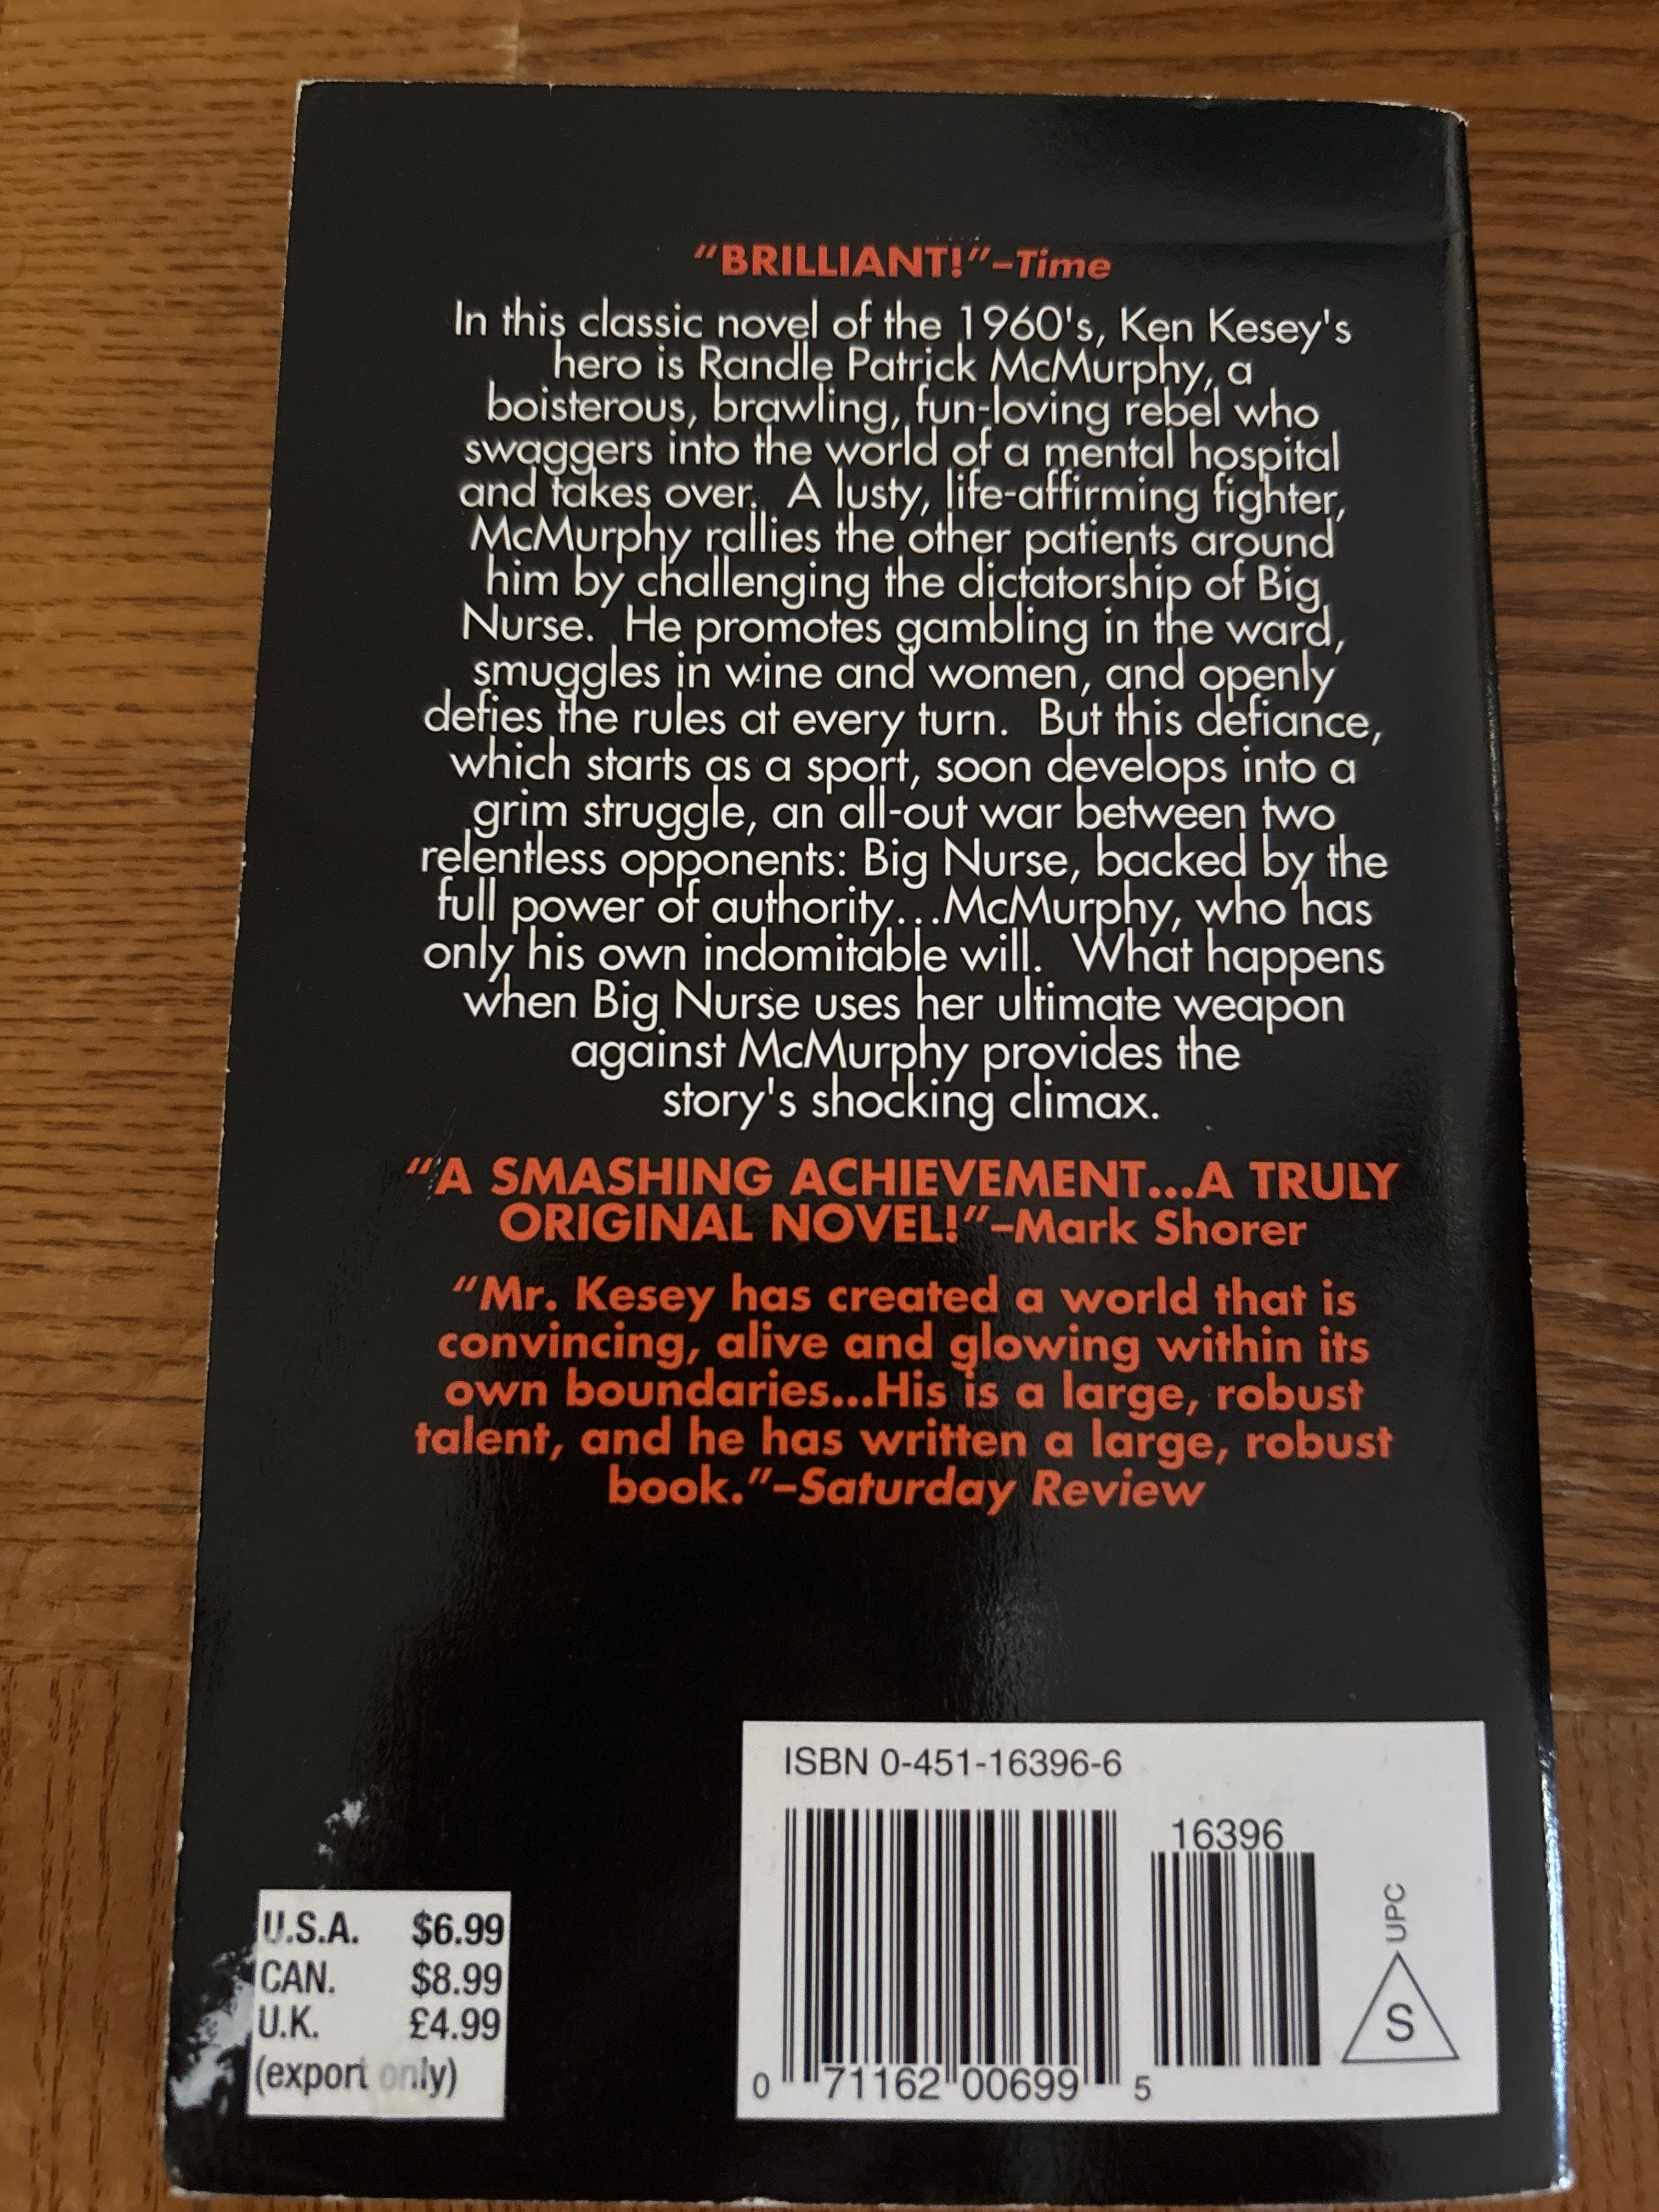 “BRILLIANT!”–Time
In this classic novel of the 1960's, Ken Kesey's
hero is Randle Patrick McMurphy, a
boisterous, brawling, fun-loving rebel who
swaggers into the world of a mental hospital
and takes over.  A lusty, life-affirming fighter,
McMurphy rallies the other patients around
him by challenging the dictatorship of Big
Nurse.  He promotes gambling in the ward,
smuggles in wine and women, and openly
defies the rules at every turn.  But this defiance,
which starts as a sport, soon develops into a
grim struggle, an all-out war between two
relentless opponents: Big Nurse, backed by the
full power of authority...McMurphy, who has
only his own indomitable will.  What happens
when Big Nurse uses her ultimate weapon
against McMurphy provides the
story's shocking climax.
“A SMASHING ACHIEVEMENT...A TRULY
ORIGINAL NOVEL!”–Mark Shorer
“Mr. Kesey has created a world that is
convincing, alive and glowing within its
own boundaries...His is a large, robust
talent, and he has written a large, robust
book.”–Saturday Review
ISBN 0-451-16396-6
16396
UPC
S
0 71162 00699 5
U.S.A. $6.99
CAN. $8.99
U.K. £4.99
(export only)